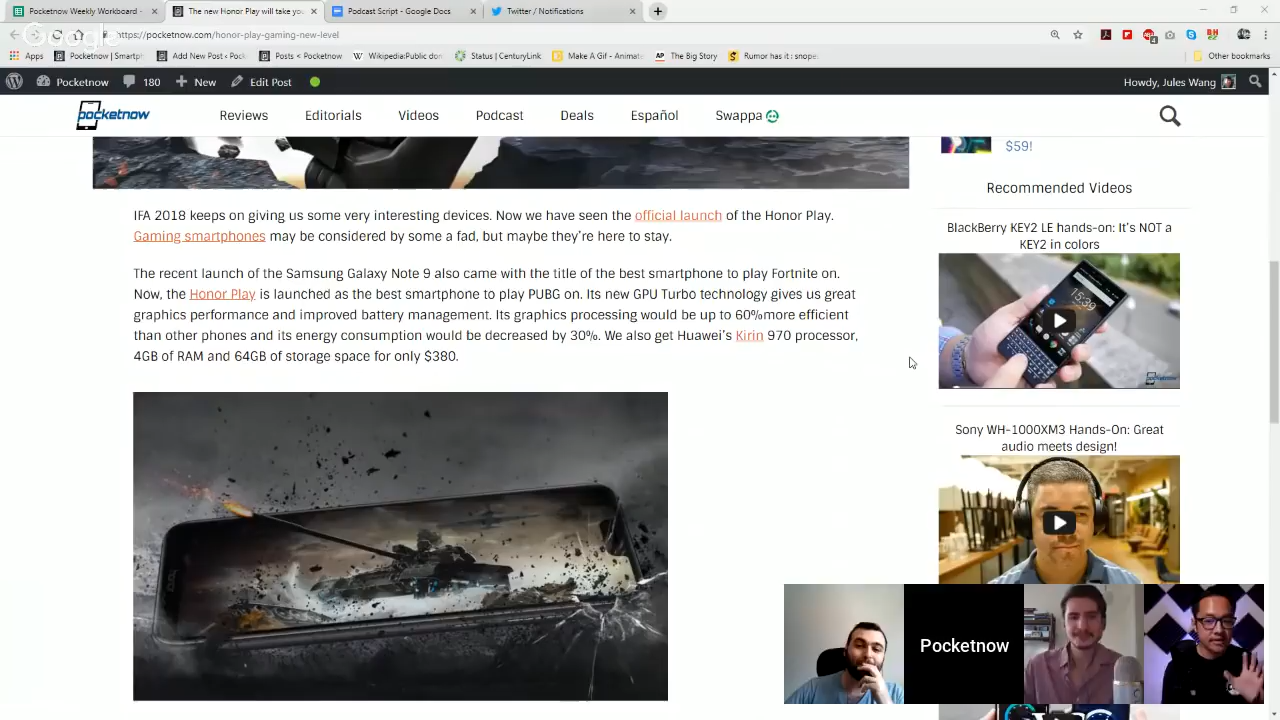 Pocketnow Weekly Workboard -
The new Honor Play will take you
Podcast Script - Google Docs
Twitter / Notifications
Google
https://pocketnow.com/honor-play-gaming-new-level
Apps
Pocketnow | Smartph
Add New Post ‹ Pock
Posts ‹ Pocketnow
Wikipedia:Public don
Status | CenturyLink
Make A Gif - Animate
AP The Big Story
Rumor has it: snope
Other bookmarks
Pocketnow
180
New
Edit Post
Howdy, Jules Wang
pocketnow
Reviews
Editorials
Videos
Podcast
Deals
Español
Swappa
$59!
IFA 2018 keeps on giving us some very interesting devices. Now we have seen the official launch of the Honor Play.
Gaming smartphones may be considered by some a fad, but maybe they're here to stay.
The recent launch of the Samsung Galaxy Note 9 also came with the title of the best smartphone to play Fortnite on.
Now, the Honor Play is launched as the best smartphone to play PUBG on. Its new GPU Turbo technology gives us great
graphics performance and improved battery management. Its graphics processing would be up to 60%more efficient
than other phones and its energy consumption would be decreased by 30%. We also get Huawei's Kirin 970 processor,
4GB of RAM and 64GB of storage space for only $380.
honor
Recommended Videos
BlackBerry KEY2 LE hands-on: It's NOT a
KEY2 in colors
15:39
pocketnow
Sony WH-1000XM3 Hands-On: Great
audio meets design!
Pocketnow